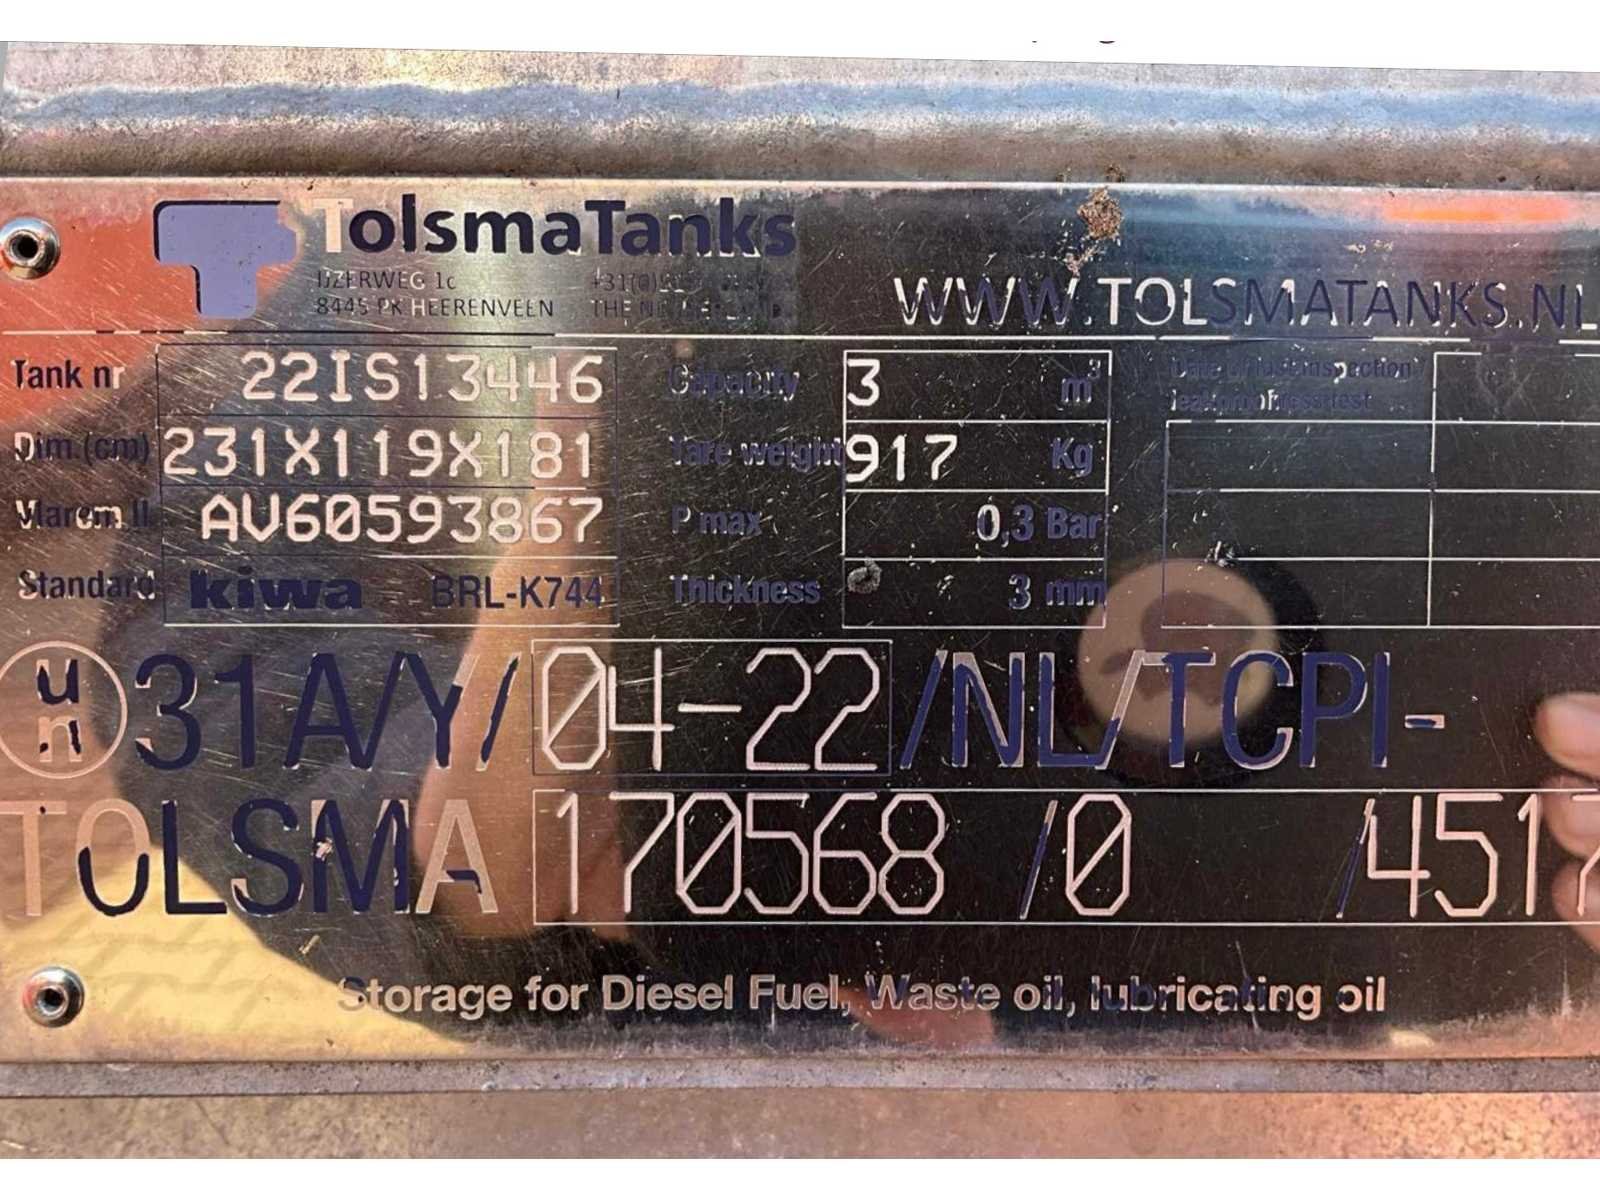 TolsmaTanks
IJZERWEG 1c
8445 PK HEERENVEEN
WWW.TOLSMATANKS.NL
Tank nr 22IS13446 Capacity 3 m³
Dim.(cm) 231X119X181 Tare weight 917 Kg
AV60593867 P max 0,3 Bar
Standard kiwa BRL-K744 Thickness 3 mm
un 31A/Y/ 04-22 /NL/TCPI-
TOLSMA 170568 /0 /4517
Storage for Diesel Fuel, Waste oil, lubricating oil